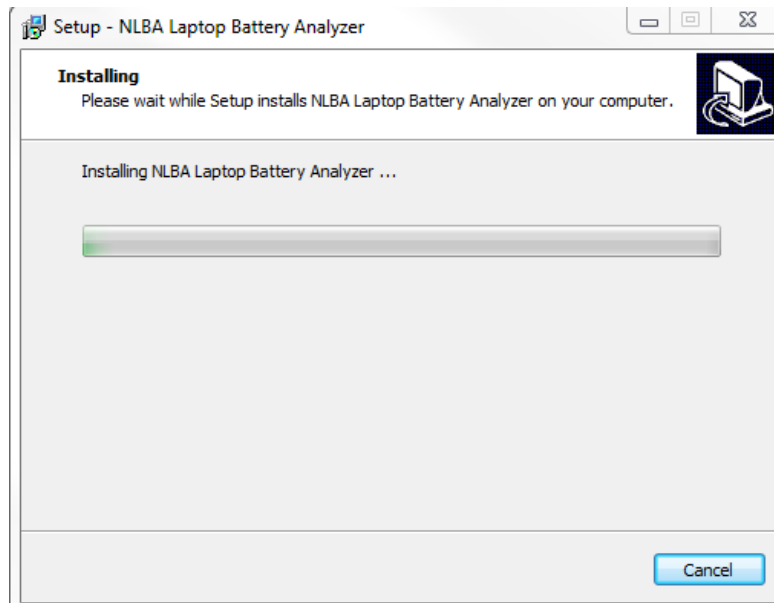 Setup - NLBA Laptop Battery Analyzer
Installing
Please wait while Setup installs NLBA Laptop Battery Analyzer on your computer.
Installing NLBA Laptop Battery Analyzer ...
Cancel